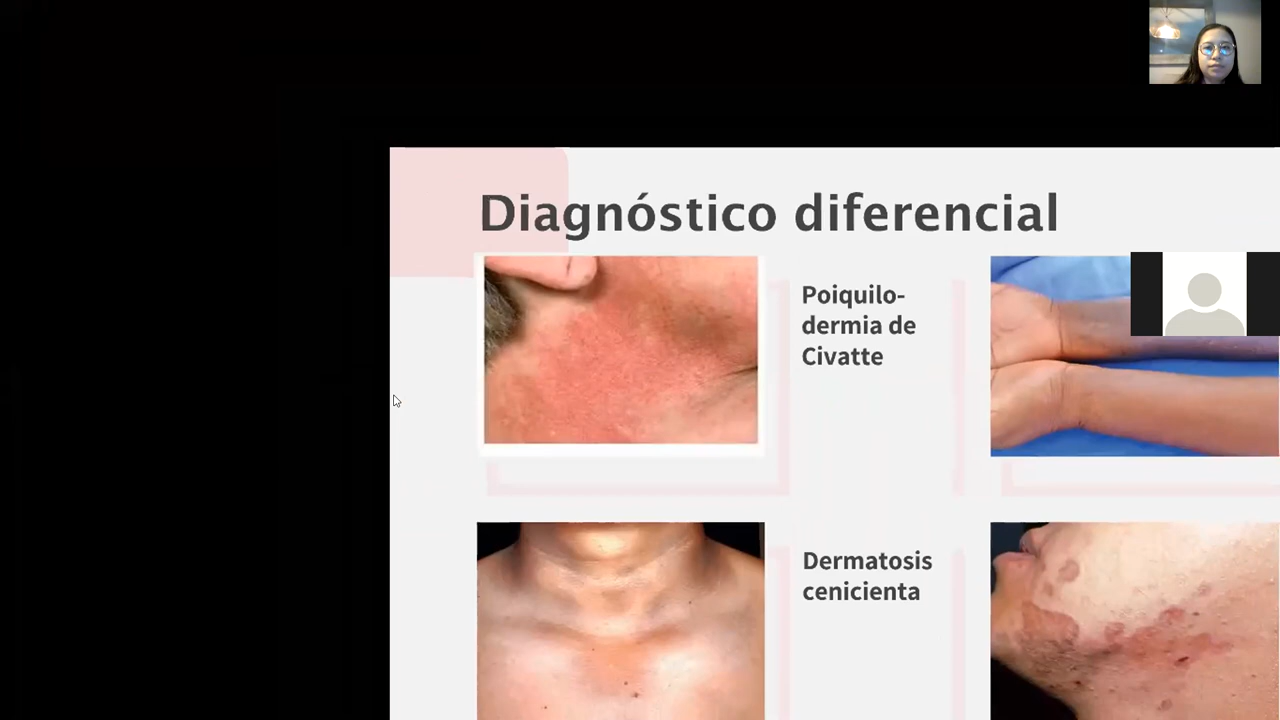 Diagnóstico diferencial
Poiquilo-
dermia de
Civatte
Dermatosis
cenicienta